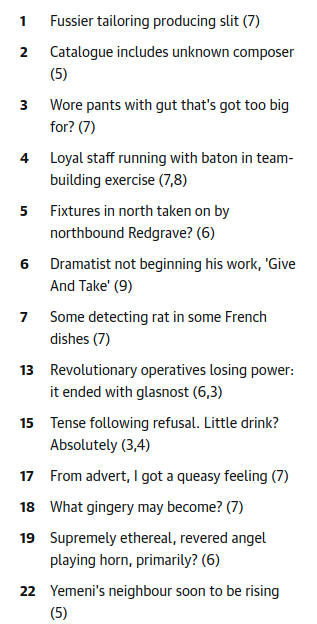 1 Fussier tailoring producing slit (7)
2 Catalogue includes unknown composer
(5)
3 Wore pants with gut that's got too big
for? (7)
4 Loyal staff running with baton in team-
building exercise (7,8)
5 Fixtures in north taken on by
northbound Redgrave? (6)
6 Dramatist not beginning his work, 'Give
And Take' (9)
7 Some detecting rat in some French
dishes (7)
13 Revolutionary operatives losing power:
it ended with glasnost (6,3)
15 Tense following refusal. Little drink?
Absolutely (3,4)
17 From advert, I got a queasy feeling (7)
18 What gingery may become? (7)
19 Supremely ethereal, revered angel
playing horn, primarily? (6)
22 Yemeni's neighbour soon to be rising
(5)